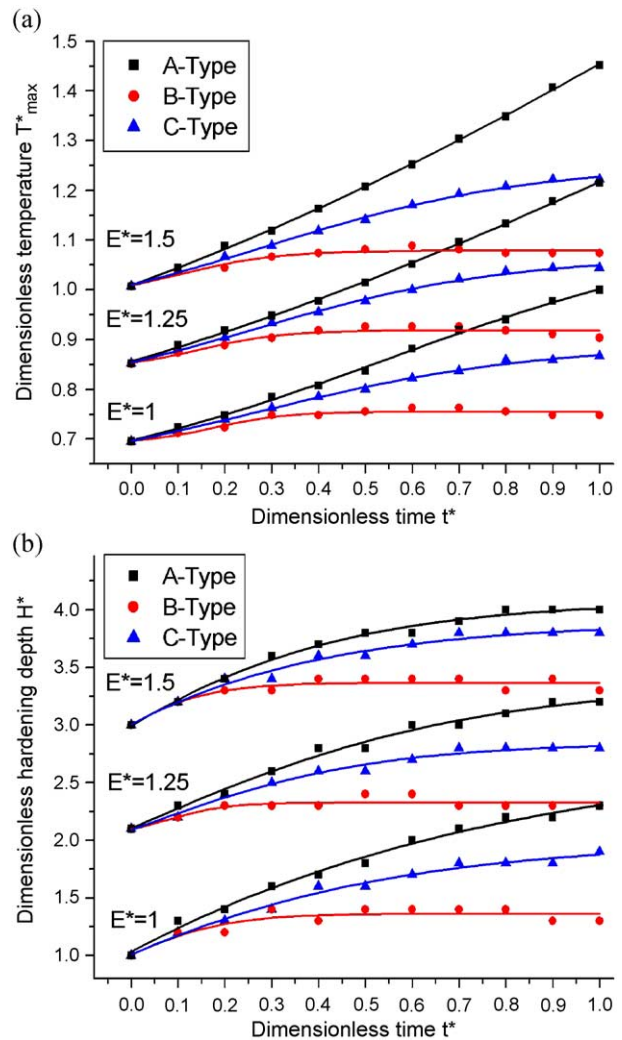 (a)
1.5
1.4
1.3
1.2
1.1
1.0
0.9
0.8
0.7
Dimensionless temperature T*max
A-Type
B-Type
C-Type
E*=1.5
E*=1.25
E*=1
0.0 0.1 0.2 0.3 0.4 0.5 0.6 0.7 0.8 0.9 1.0
Dimensionless time t*
(b)
4.0
3.5
3.0
2.5
2.0
1.5
1.0
Dimensionless hardening depth H*
A-Type
B-Type
C-Type
E*=1.5
E*=1.25
E*=1
0.0 0.1 0.2 0.3 0.4 0.5 0.6 0.7 0.8 0.9 1.0
Dimensionless time t*